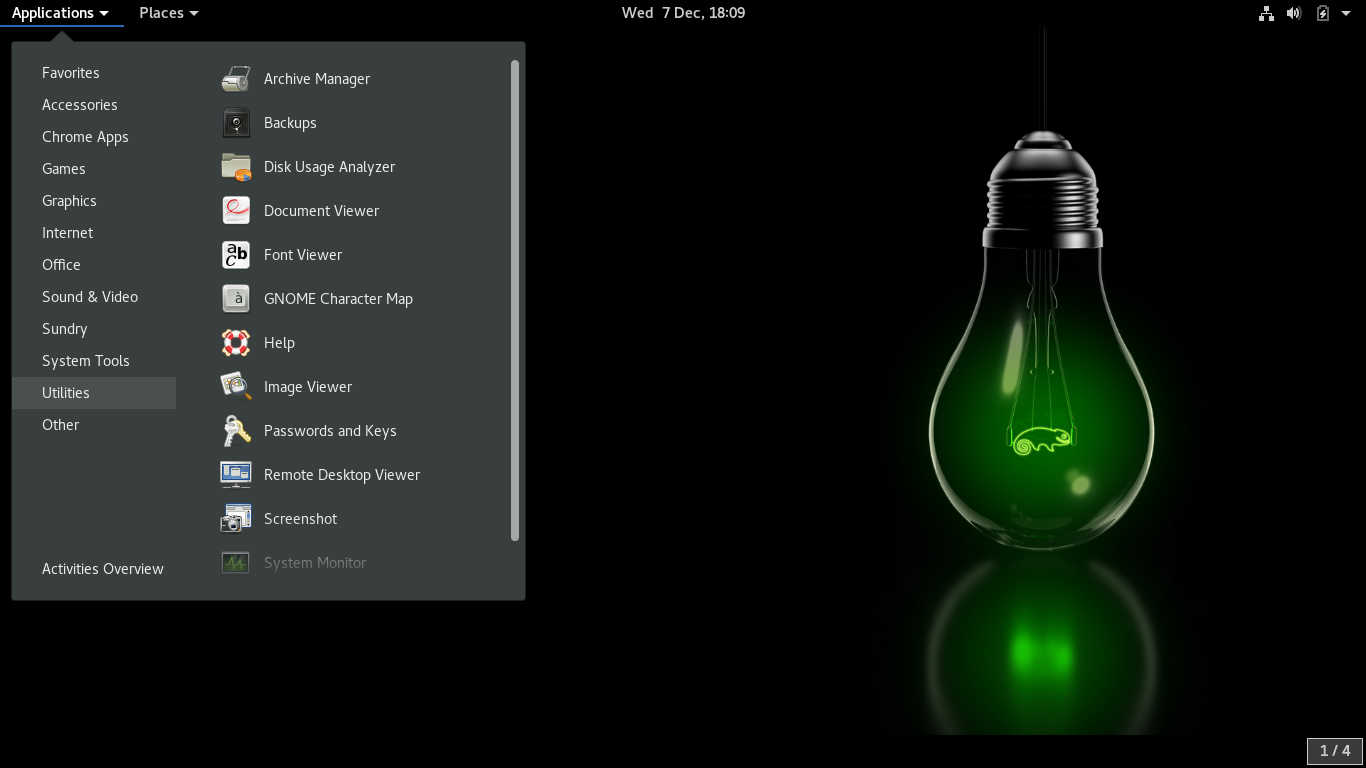 Applications Places Wed 7 Dec, 18:09
Favorites
Accessories
Chrome Apps
Games
Graphics
Internet
Office
Sound & Video
Sundry
System Tools
Utilities
Other
Activities Overview
Archive Manager
Backups
Disk Usage Analyzer
Document Viewer
Font Viewer
GNOME Character Map
Help
Image Viewer
Passwords and Keys
Remote Desktop Viewer
Screenshot
System Monitor
1 / 4